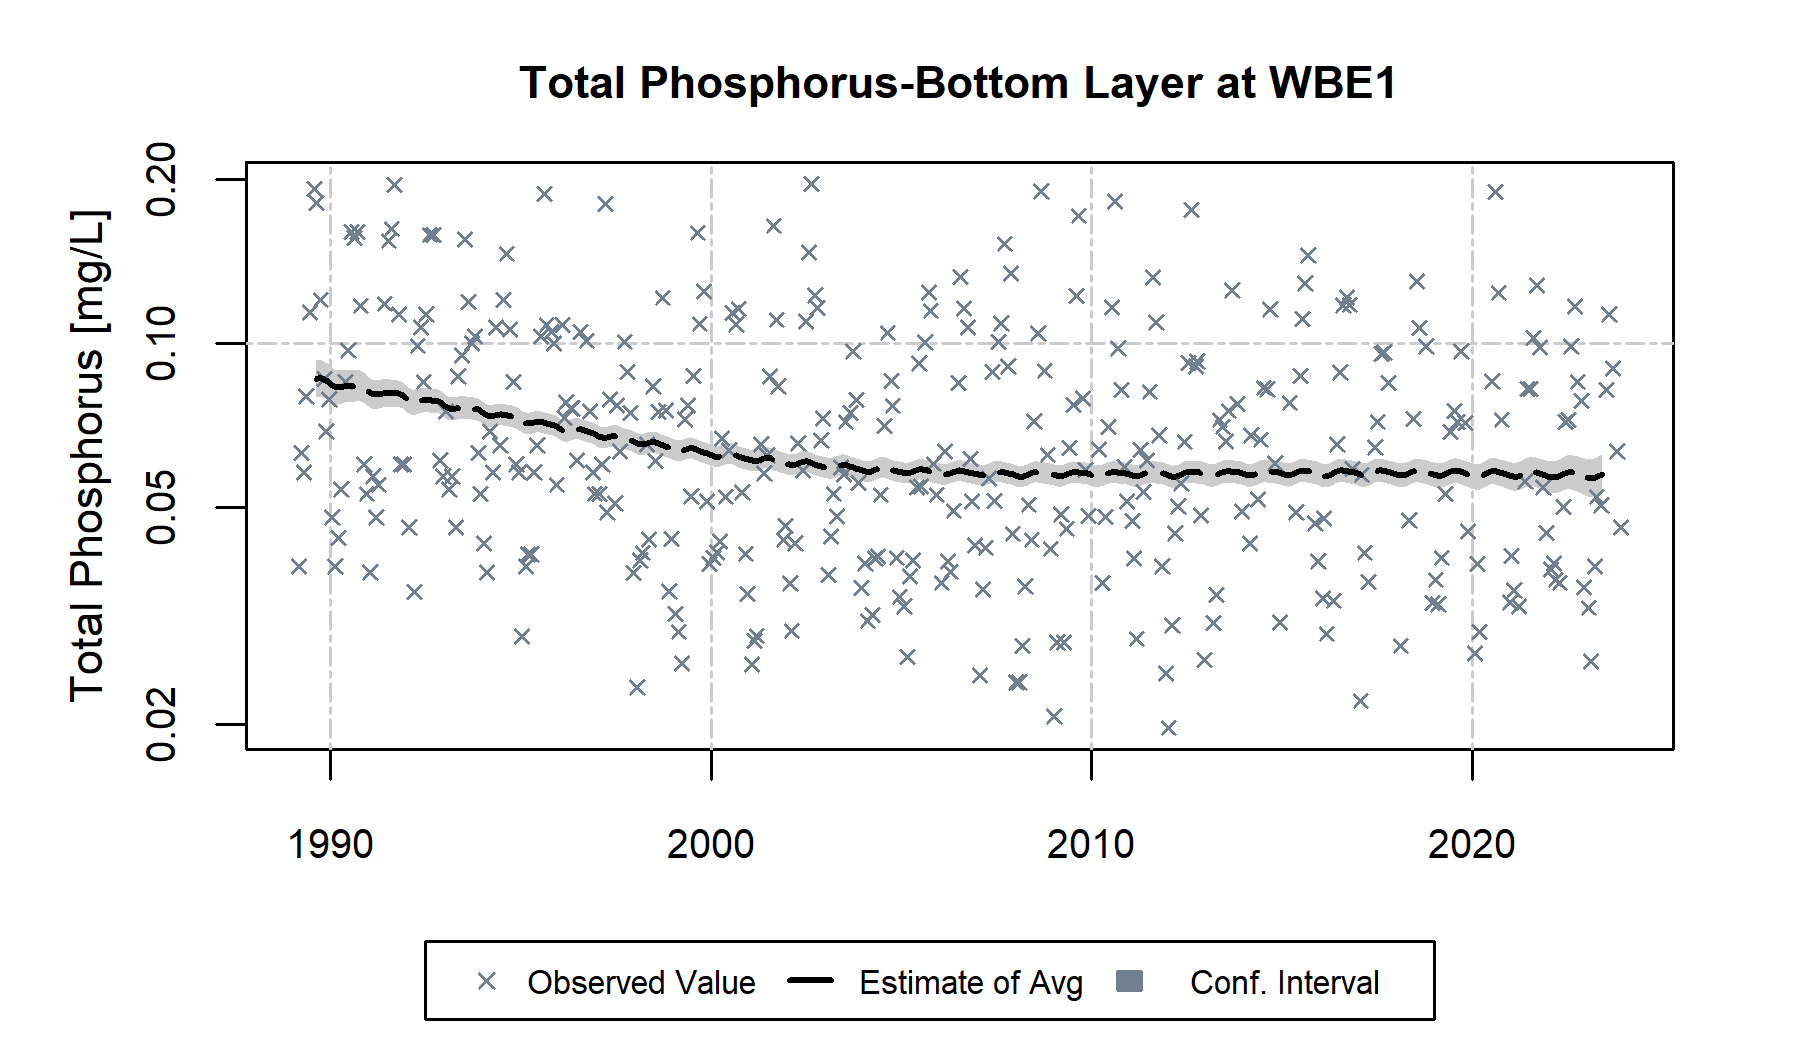 Total Phosphorus-Bottom Layer at WBE1
Total Phosphorus [mg/L]
0.20
0.10
0.05
0.02
1990 2000 2010 2020
Observed Value Estimate of Avg Conf. Interval